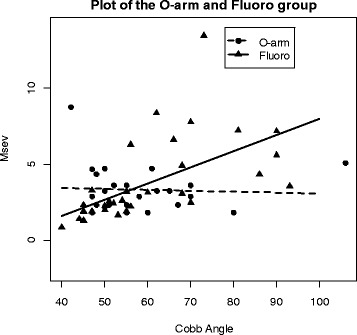 Plot of the O-arm and Fluoro group
O-arm
Fluoro
10
5
0
Msev
40 50 60 70 80 90 100
Cobb Angle